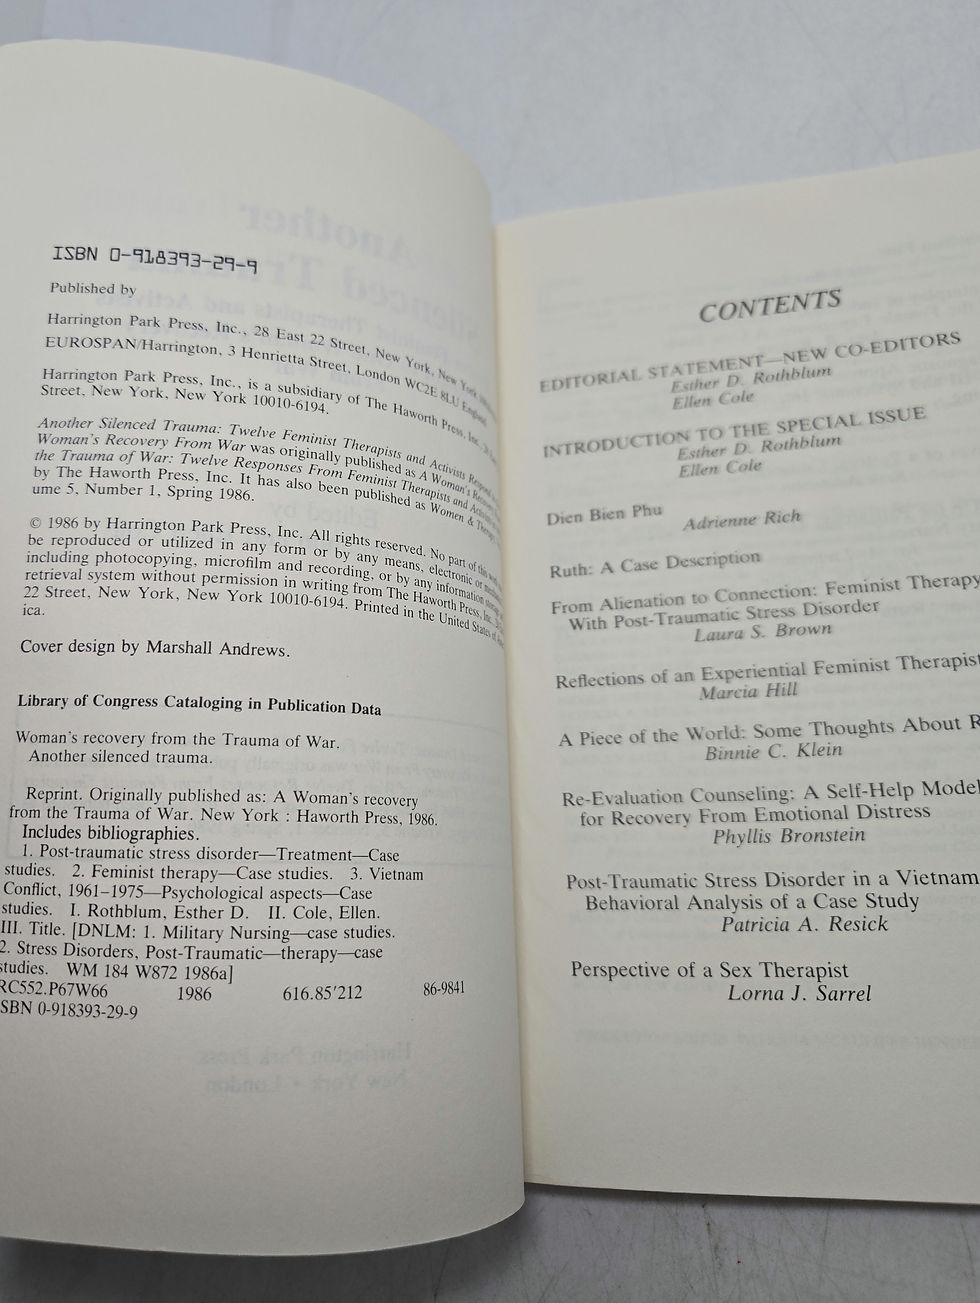 ISBN 0-918393-29-9
Published by
Harrington Park Press, Inc., 28 East 22 Street, New York, New York
EUROSPAN/Harrington, 3 Henrietta Street, London WC2E 8LU England
Harrington Park Press, Inc., is a subsidiary of The Haworth Press, Inc.,
Street, New York, New York 10010-6194.
Another Silenced Trauma: Twelve Feminist Therapists and Activists Respond
Woman's Recovery From War was originally published as A Woman's Recovery
the Trauma of War: Twelve Responses From Feminist Therapists and Activists
by The Haworth Press, Inc. It has also been published as Women & Therapy,
ume 5, Number 1, Spring 1986.
© 1986 by Harrington Park Press, Inc. All rights reserved. No part of this
be reproduced or utilized in any form or by any means, electronic or
including photocopying, microfilm and recording, or by any information storage
retrieval system without permission in writing from The Haworth Press, Inc.,
22 Street, New York, New York 10010-6194. Printed in the United States of
ica.
Cover design by Marshall Andrews.
Library of Congress Cataloging in Publication Data
Woman's recovery from the Trauma of War.
Another silenced trauma.
Reprint. Originally published as: A Woman's recovery
from the Trauma of War. New York : Haworth Press, 1986.
Includes bibliographies.
1. Post-traumatic stress disorder—Treatment—Case
studies. 2. Feminist therapy—Case studies. 3. Vietnam
Conflict, 1961-1975—Psychological aspects—Case
studies. I. Rothblum, Esther D. II. Cole, Ellen.
III. Title. [DNLM: 1. Military Nursing—case studies.
2. Stress Disorders, Post-Traumatic—therapy—case
studies. WM 184 W872 1986a]
RC552.P67W66 1986 616.85'212 86-9841
ISBN 0-918393-29-9
CONTENTS
EDITORIAL STATEMENT—NEW CO-EDITORS
Esther D. Rothblum
Ellen Cole
INTRODUCTION TO THE SPECIAL ISSUE
Esther D. Rothblum
Ellen Cole
Dien Bien Phu
Adrienne Rich
Ruth: A Case Description
From Alienation to Connection: Feminist Therapy
With Post-Traumatic Stress Disorder
Laura S. Brown
Reflections of an Experiential Feminist Therapist
Marcia Hill
A Piece of the World: Some Thoughts About
Binnie C. Klein
Re-Evaluation Counseling: A Self-Help Model
for Recovery From Emotional Distress
Phyllis Bronstein
Post-Traumatic Stress Disorder in a Vietnam
Behavioral Analysis of a Case Study
Patricia A. Resick
Perspective of a Sex Therapist
Lorna J. Sarrel